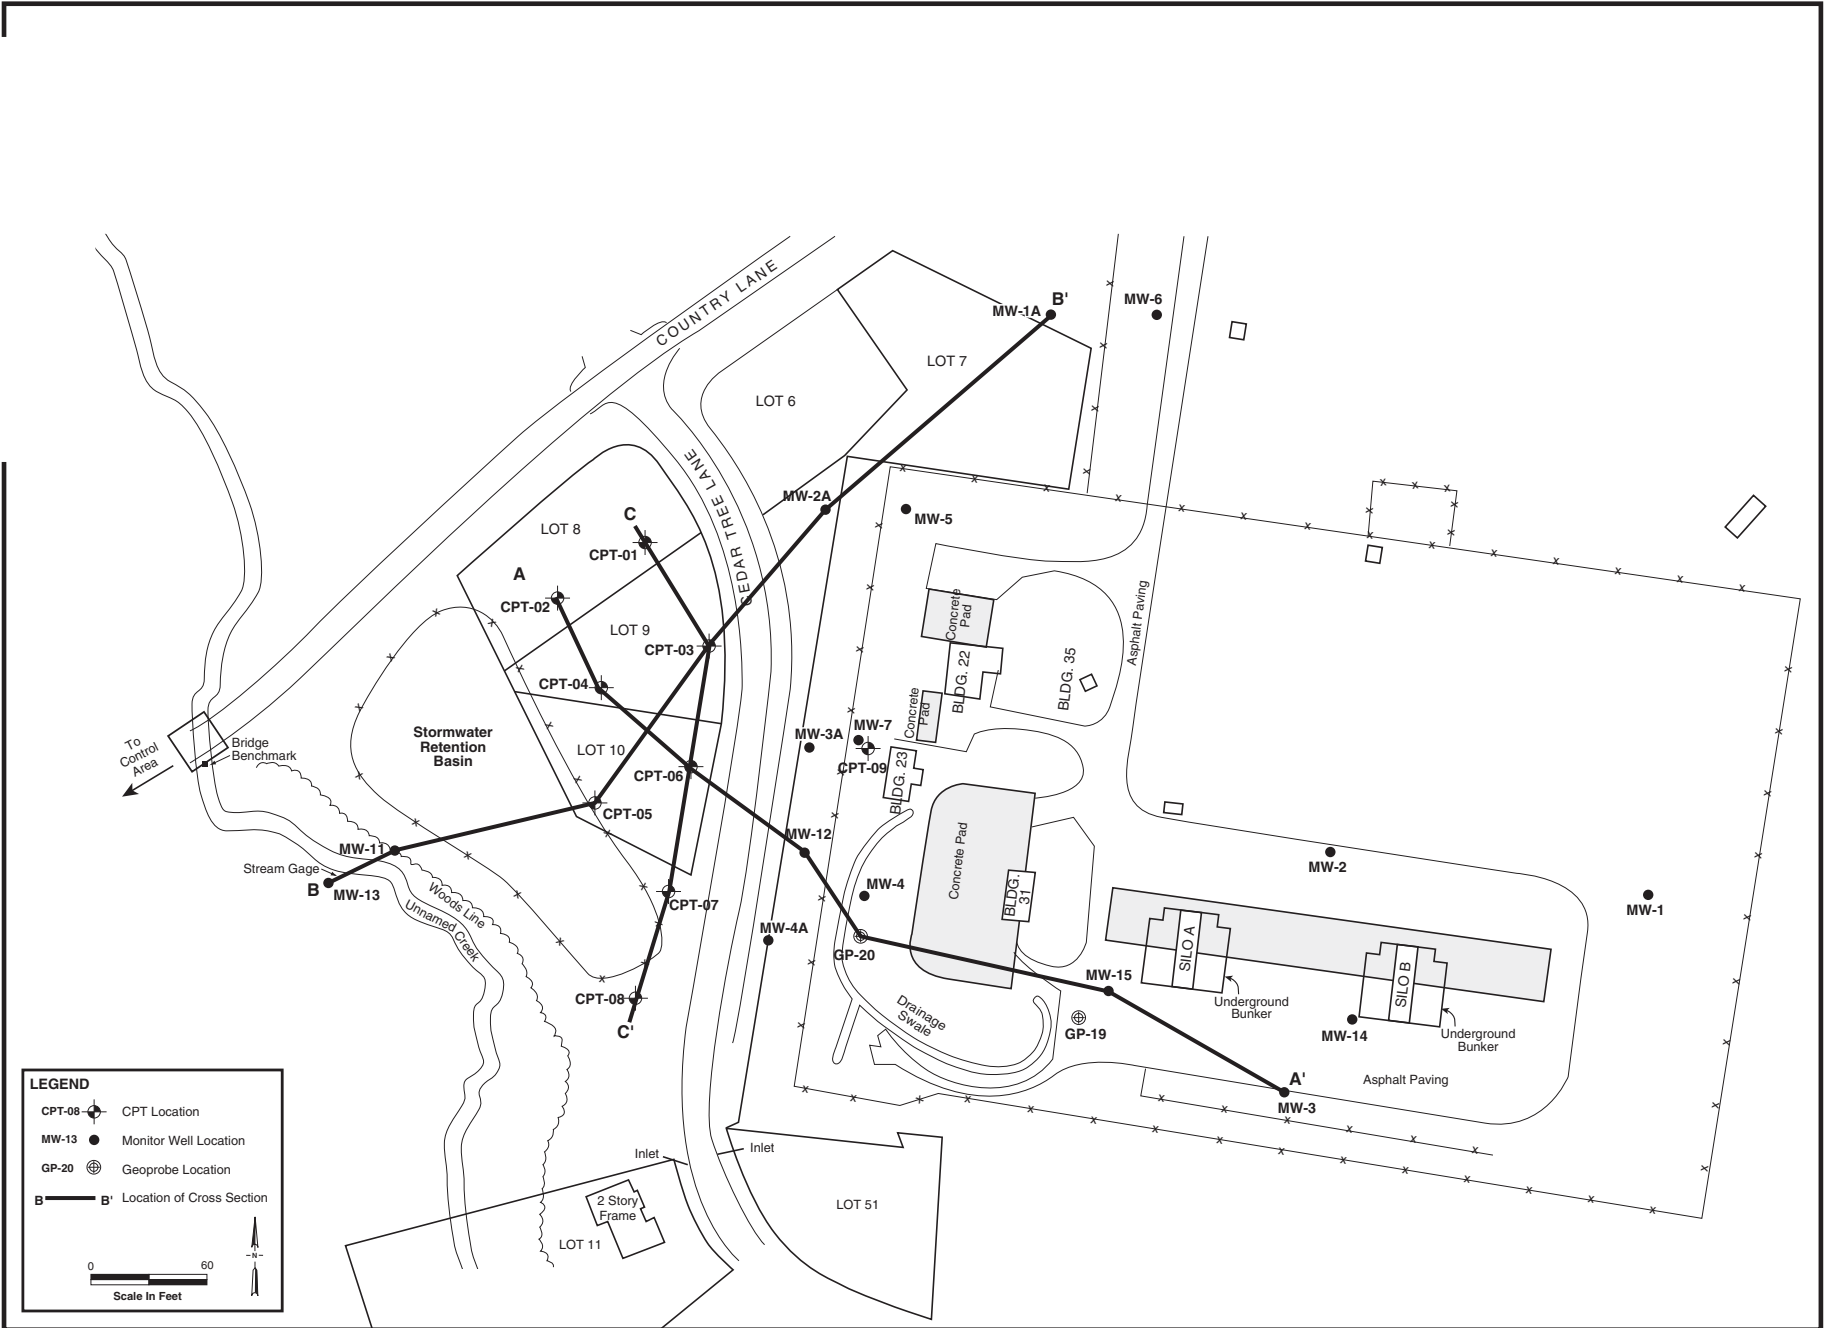 COUNTRY LANE
MW-1A
B'
MW-6
LOT 7
LOT 6
CEDAR TREE LANE
MW-2A
MW-5
C
LOT 8
CPT-01
A
CPT-02
LOT 9
CPT-03
CPT-04
Concrete
Pad
BLDG. 22
BLDG. 35
Asphalt Paving
Concrete
Pad
MW-7
MW-3A
CPT-09
BLDG. 23
Stormwater
Retention
Basin
LOT 10
CPT-06
CPT-05
To
Control
Area
Bridge
Benchmark
MW-11
Stream Gage
B
MW-13
Woods Line
Unnamed Creek
MW-12
MW-4
CPT-07
MW-4A
GP-20
Concrete Pad
BLDG.
31
MW-2
MW-1
SILO A
SILO B
MW-15
Underground
Bunker
Underground
Bunker
MW-14
GP-19
Drainage
Swale
CPT-08
C'
A'
MW-3
Asphalt Paving
Inlet
Inlet
2 Story
Frame
LOT 11
LOT 51
LEGEND
CPT-08 CPT Location
MW-13 Monitor Well Location
GP-20 Geoprobe Location
B B' Location of Cross Section
N
0 60
Scale In Feet